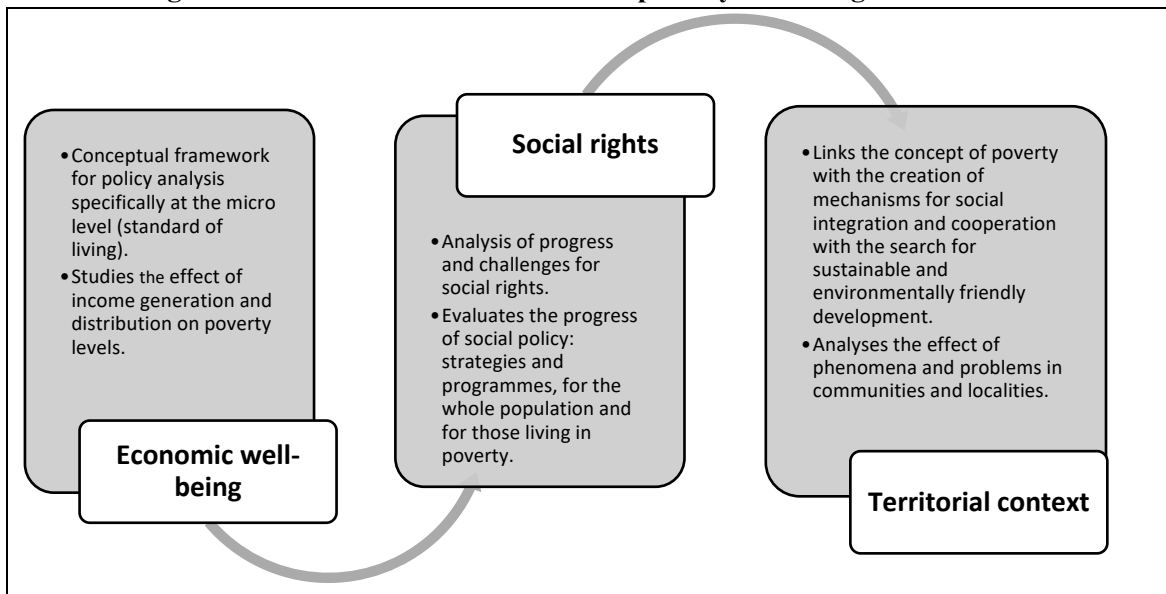 •Conceptual framework
for policy analysis
specifically at the micro
level (standard of
living).
•Studies the effect of
income generation and
distribution on poverty
levels.
Economic well-
being
Social rights
•Analysis of progress
and challenges for
social rights.
•Evaluates the progress
of social policy:
strategies and
programmes, for the
whole population and
for those living in
poverty.
•Links the concept of poverty
with the creation of
mechanisms for social
integration and cooperation
with the search for
sustainable and
environmentally friendly
development.
•Analyses the effect of
phenomena and problems in
communities and localities.
Territorial context